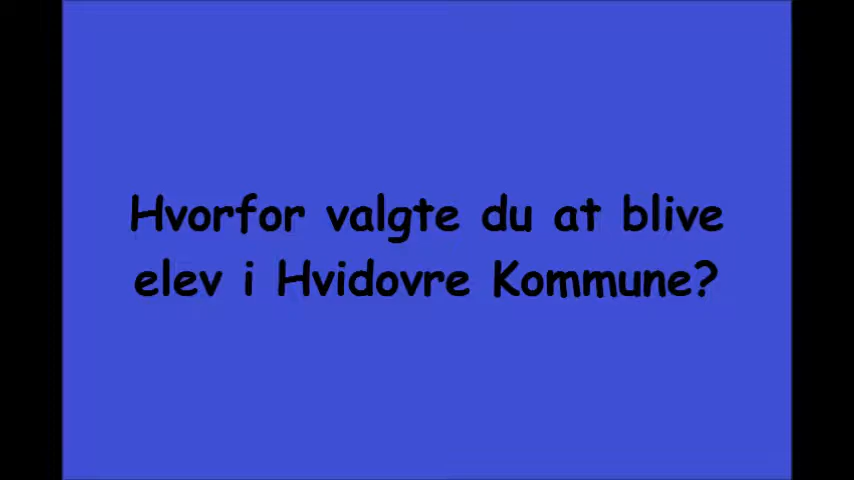 Hvorfor valgte du at blive
elev i Hvidovre Kommune?